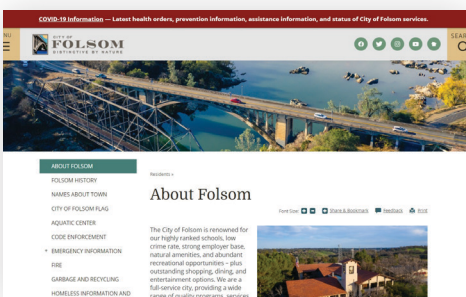 COVID-19 Information — Latest health orders, prevention information, assistance information, and status of City of Folsom services.
NU
CITY OF
FOLSOM
DISTINCTIVE BY NATURE
SEAR
ABOUT FOLSOM
FOLSOM HISTORY
NAMES ABOUT TOWN
CITY OF FOLSOM FLAG
AQUATIC CENTER
CODE ENFORCEMENT
EMERGENCY INFORMATION
FIRE
GARBAGE AND RECYCLING
HOMELESS INFORMATION AND
Residents »
About Folsom
Font Size: Share & Bookmark Feedback Print
The City of Folsom is renowned for
our highly ranked schools, low
crime rate, strong employer base,
natural amenities, and abundant
recreational opportunities – plus
outstanding shopping, dining, and
entertainment options. We are a
full-service city, providing a wide
range of quality programs, services